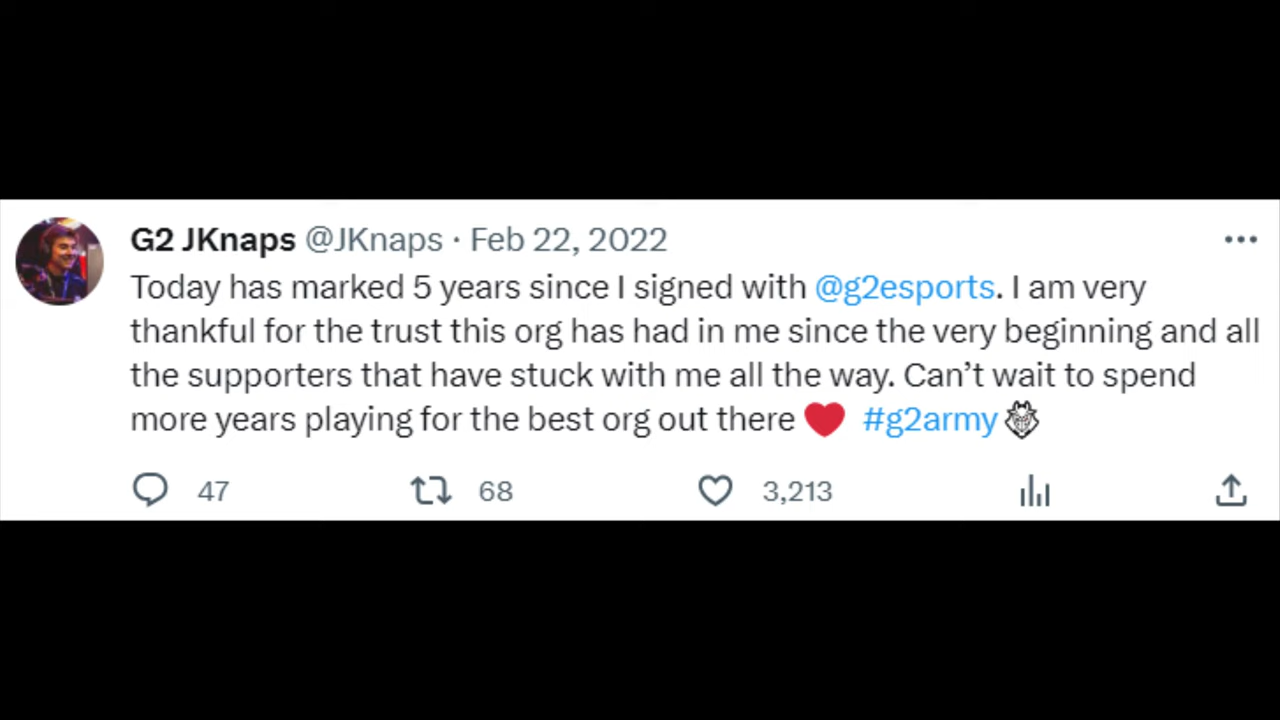 G2 JKnaps @JKnaps · Feb 22, 2022
Today has marked 5 years since I signed with @g2esports. I am very
thankful for the trust this org has had in me since the very beginning and all
the supporters that have stuck with me all the way. Can’t wait to spend
more years playing for the best org out there ❤️ #g2army
47 68 3,213